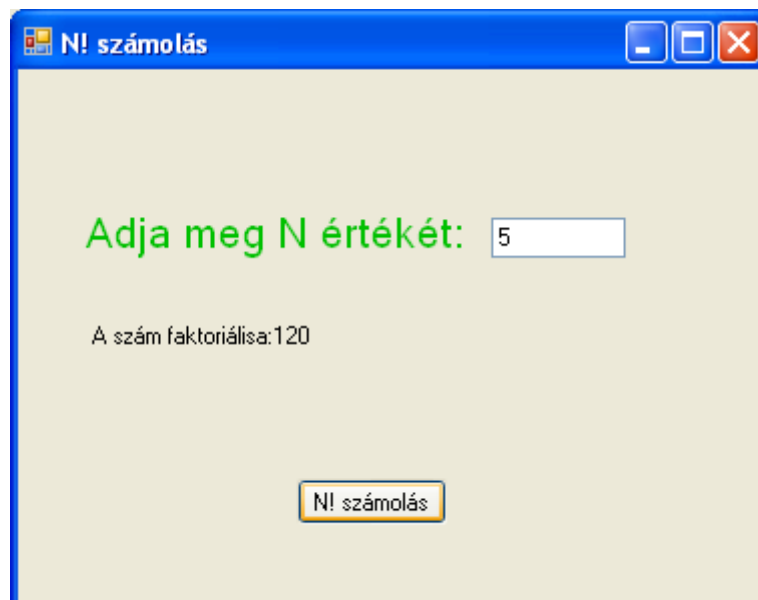 N! számolás
Adja meg N értékét: 5
A szám faktoriálisa:120
N! számolás